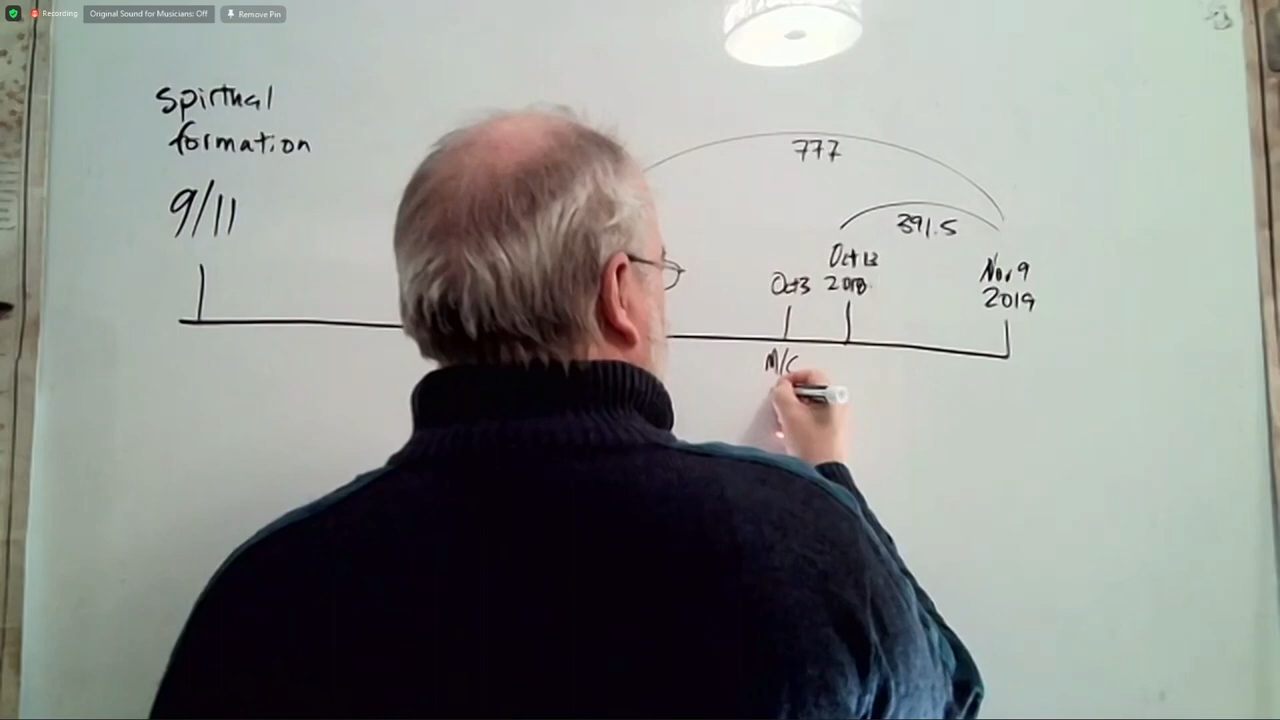 Recording
Original Sound for Musicians: Off
Remove Pin
Spirtual
formation
9/11
777
391.5
Oct 13
2018
Oct 3
Nov 9
2019
M/C